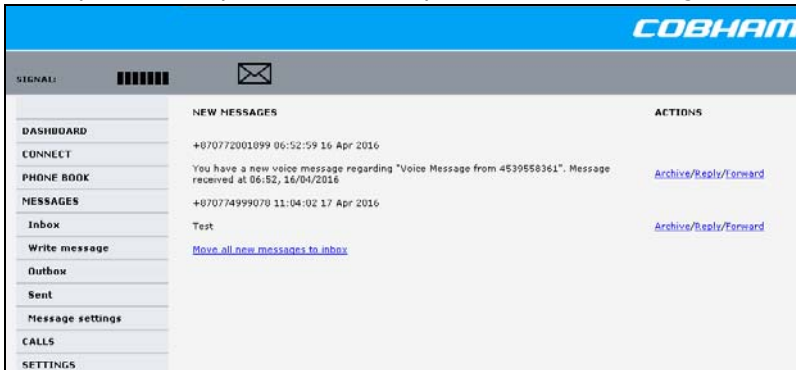 COBHAM
SIGNAL:
NEW MESSAGES
ACTIONS
DASHBOARD
+870772001899 06:52:59 16 Apr 2016
CONNECT
You have a new voice message regarding "Voice Message from 4539558361". Message
received at 06:52, 16/04/2016
Archive/Reply/Forward
PHONE BOOK
MESSAGES
+870774999078 11:04:02 17 Apr 2016
Inbox
Test
Archive/Reply/Forward
Write message
Move all new messages to inbox
Outbox
Sent
Message settings
CALLS
SETTINGS